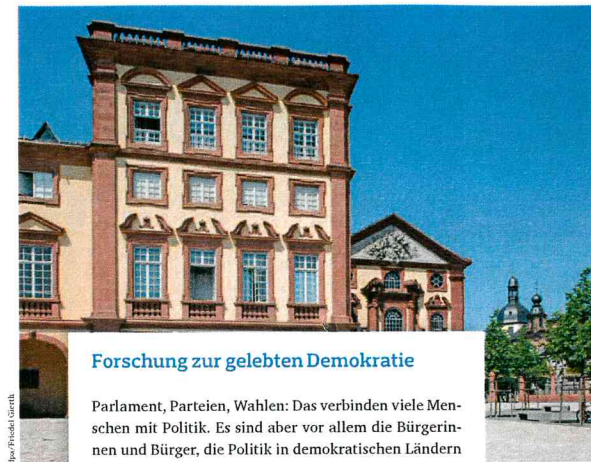 Forschung zur gelebten Demokratie
Parlament, Parteien, Wahlen: Das verbinden viele Men-
schen mit Politik. Es sind aber vor allem die Bürgerin-
nen und Bürger, die Politik in demokratischen Ländern
dpa/Friedel Gierth